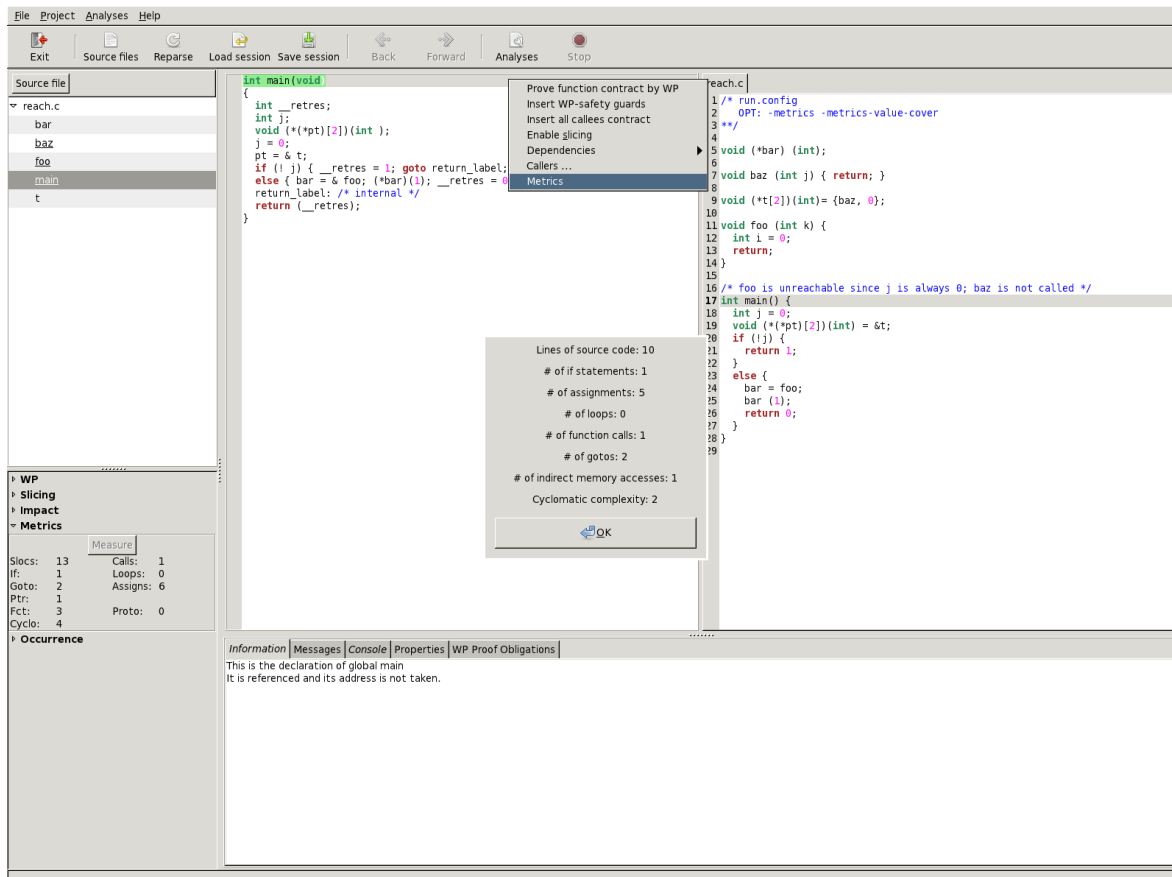 File Project Analyses Help
Exit Source files Reparse Load session Save session Back Forward Analyses Stop
Source file
reach.c
bar
baz
foo
main
t
int main(void)
{
int __retres;
int j;
void (*(*pt)[2])(int );
j = 0;
pt = & t;
if (! j) { __retres = 1; goto return_label;
else { bar = & foo; (*bar)(1); __retres = 0
return_label: /* internal */
return (__retres);
}
Prove function contract by WP
Insert WP-safety guards
Insert all callees contract
Enable slicing
Dependencies
Callers ...
Metrics
reach.c
1 /* run.config
2 OPT: -metrics -metrics-value-cover
3 **/
4
5 void (*bar) (int);
6
7 void baz (int j) { return; }
8
9 void (*t[2])(int)= {baz, 0};
10
11 void foo (int k) {
12 int i = 0;
13 return;
14 }
15
16 /* foo is unreachable since j is always 0; baz is not called */
17 int main() {
18 int j = 0;
19 void (*(*pt)[2])(int) = &t;
20 if (!j) {
21 return 1;
22 }
23 else {
24 bar = foo;
25 bar (1);
26 return 0;
27 }
28 }
29
Lines of source code: 10
# of if statements: 1
# of assignments: 5
# of loops: 0
# of function calls: 1
# of gotos: 2
# of indirect memory accesses: 1
Cyclomatic complexity: 2
OK
WP
Slicing
Impact
Metrics
Measure
Slocs: 13 Calls: 1
If: 1 Loops: 0
Goto: 2 Assigns: 6
Ptr: 1
Fct: 3 Proto: 0
Cyclo: 4
Occurrence
Information Messages Console Properties WP Proof Obligations
This is the declaration of global main
It is referenced and its address is not taken.